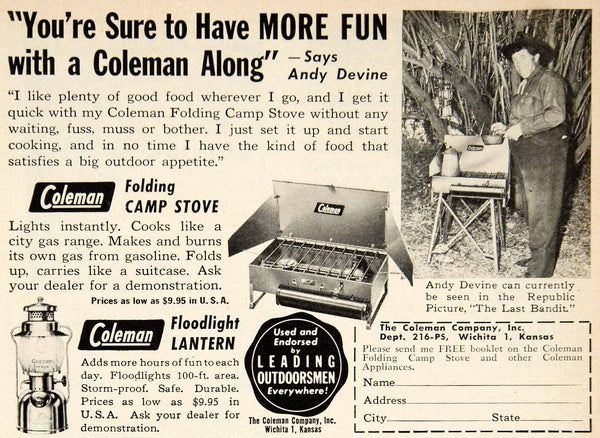 "You're Sure to Have MORE FUN
with a Coleman Along" —Says
Andy Devine
"I like plenty of good food wherever I go, and I get it
quick with my Coleman Folding Camp Stove without any
waiting, fuss, muss or bother. I just set it up and start
cooking, and in no time I have the kind of food that
satisfies a big outdoor appetite."
Coleman Folding
CAMP STOVE
Lights instantly. Cooks like a
city gas range. Makes and burns
its own gas from gasoline. Folds
up, carries like a suitcase. Ask
your dealer for a demonstration.
Prices as low as $9.95 in U.S.A.
Coleman
Andy Devine can currently
be seen in the Republic
Picture, "The Last Bandit."
Coleman Floodlight
LANTERN
Adds more hours of fun to each
day. Floodlights 100-ft. area.
Storm-proof. Safe. Durable.
Prices as low as $9.95 in
U.S.A. Ask your dealer for
demonstration.
Used and
Endorsed
by
LEADING
OUTDOORSMEN
Everywhere!
The Coleman Company, Inc.
Wichita 1, Kansas
The Coleman Company, Inc.
Dept. 216-PS, Wichita 1, Kansas
Please send me FREE booklet on the Coleman
Folding Camp Stove and other Coleman
Appliances.
Name
Address
City State